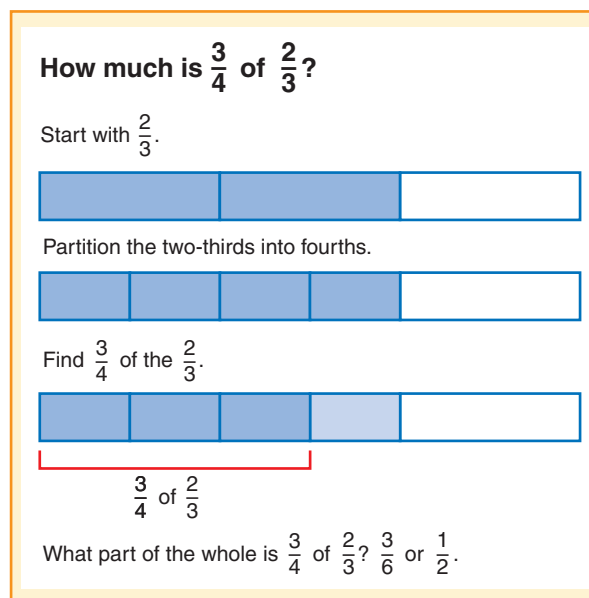 How much is 3/4 of 2/3?
Start with 2/3.
Partition the two-thirds into fourths.
Find 3/4 of the 2/3.
3/4 of 2/3
What part of the whole is 3/4 of 2/3? 3/6 or 1/2.